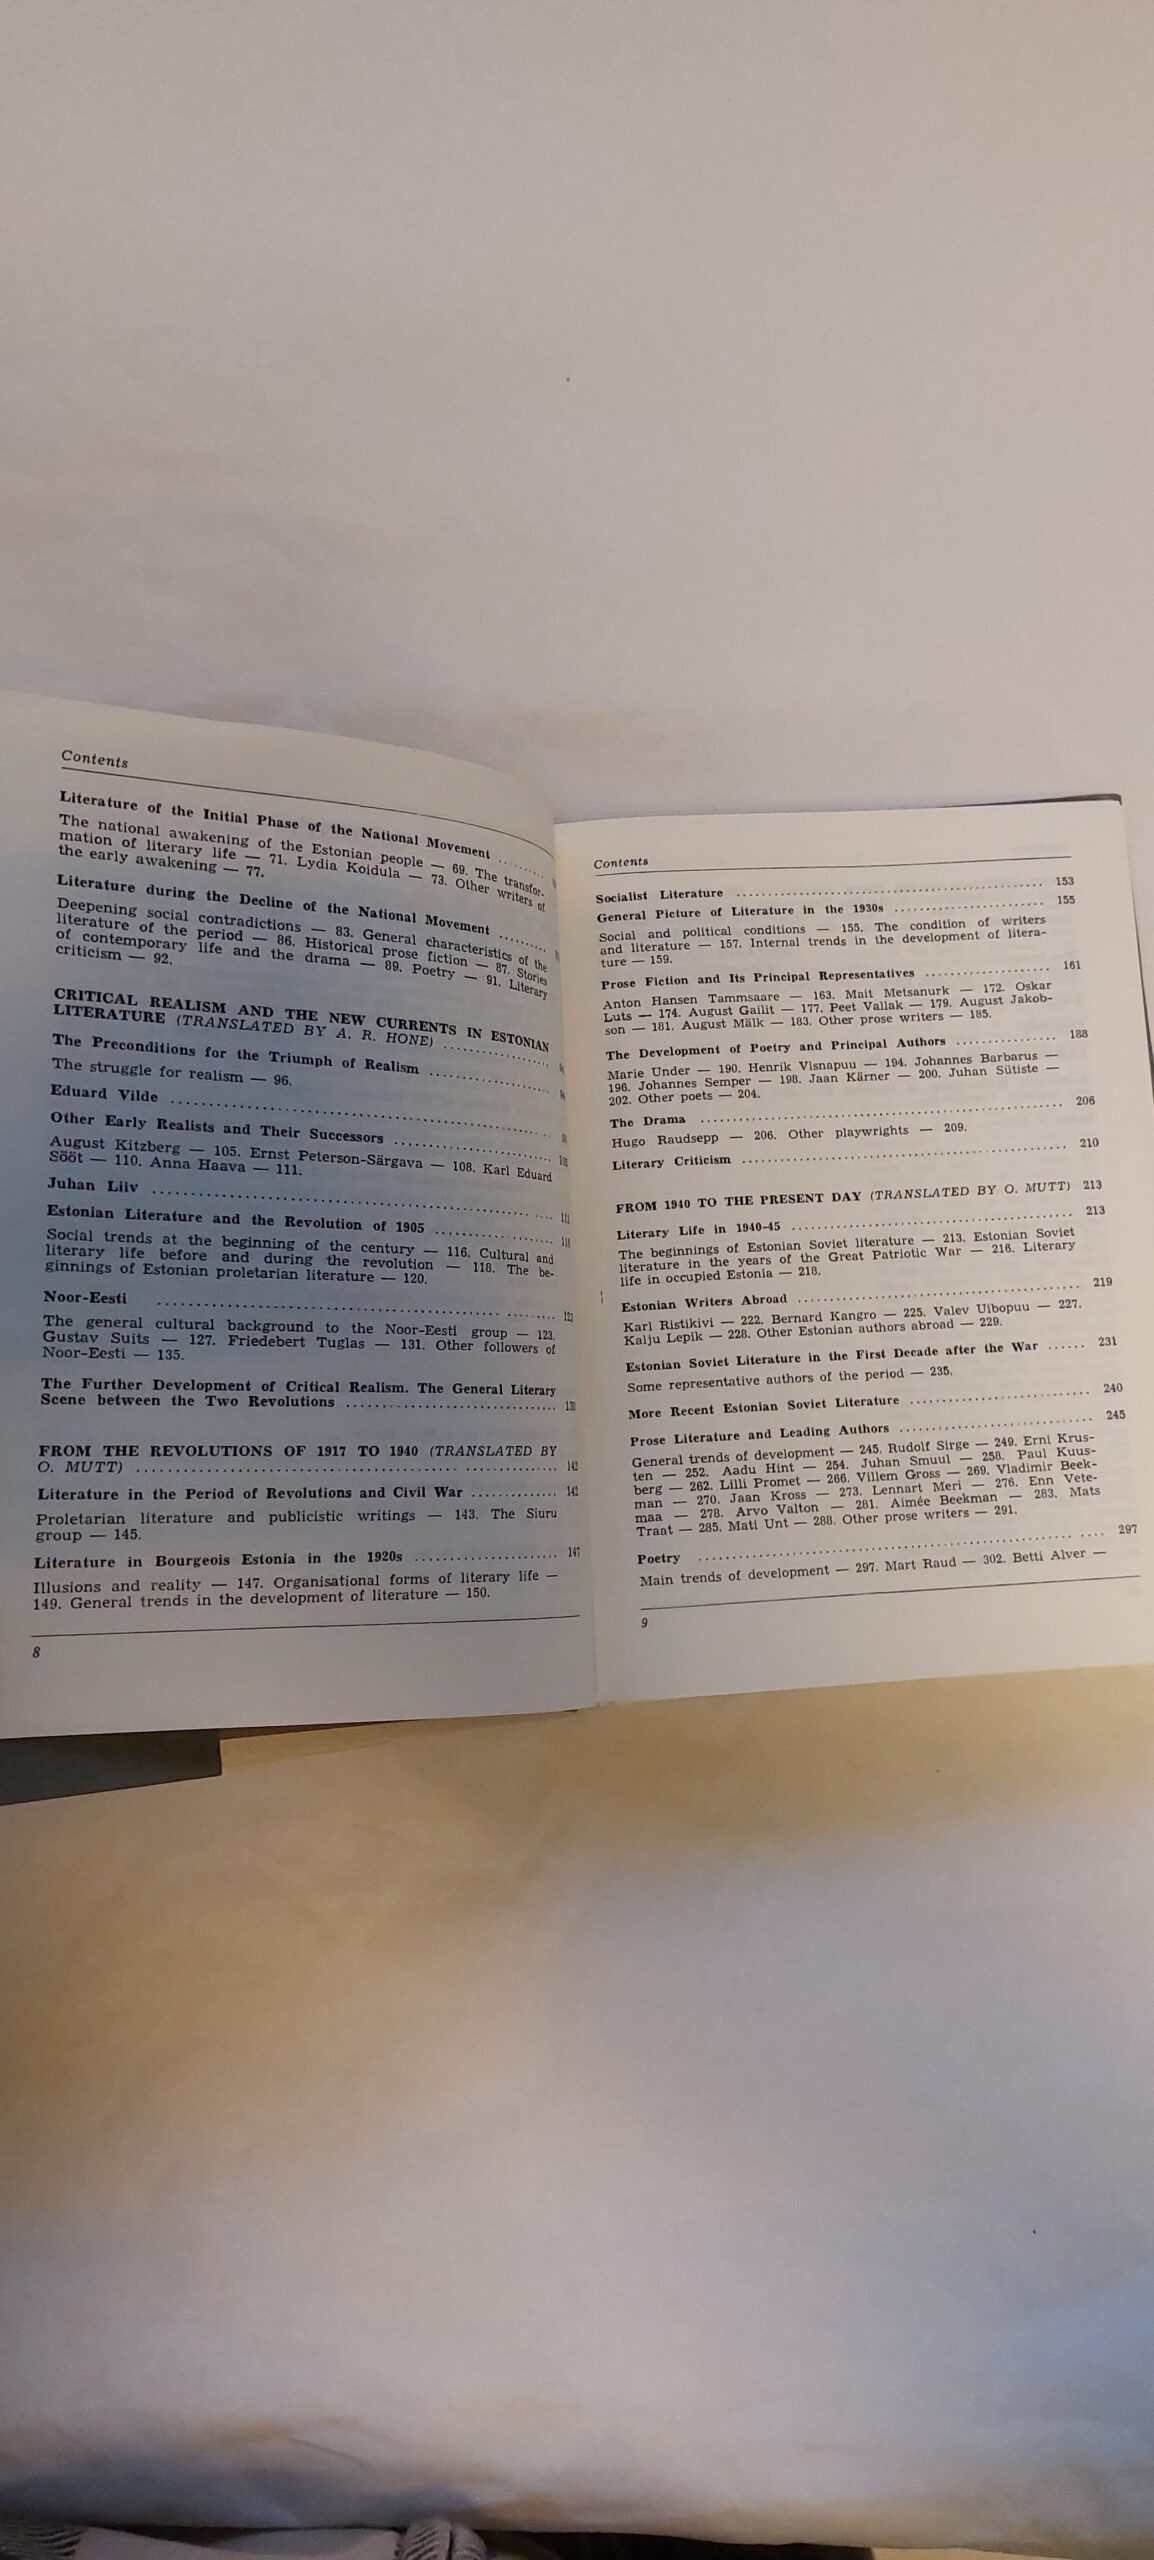 Contents
Literature of the Initial Phase of the National Movement ........
The national awakening of the Estonian people — 69. The transfor-
mation of literary life — 71. Lydia Koidula — 73. Other writers of
the early awakening — 77.
Literature during the Decline of the National Movement ........
Deepening social contradictions — 83. General characteristics of the
literature of the period — 86. Historical prose fiction — 87. Stories
of contemporary life and the drama — 89. Poetry — 91. Literary
criticism — 92.
CRITICAL REALISM AND THE NEW CURRENTS IN ESTONIAN
LITERATURE (TRANSLATED BY A. R. HONE) ................
The Preconditions for the Triumph of Realism ................
The struggle for realism — 96.
Eduard Vilde ................
Other Early Realists and Their Successors ................
August Kitzberg — 105. Ernst Peterson-Särgava — 108. Karl Eduard
Sööt — 110. Anna Haava — 111.
Juhan Liiv ................
Estonian Literature and the Revolution of 1905 ................
Social trends at the beginning of the century — 116. Cultural and
literary life before and during the revolution — 118. The be-
ginnings of Estonian proletarian literature — 120.
Noor-Eesti ................
The general cultural background to the Noor-Eesti group — 123.
Gustav Suits — 127. Friedebert Tuglas — 131. Other followers of
Noor-Eesti — 135.
The Further Development of Critical Realism. The General Literary
Scene between the Two Revolutions ................
FROM THE REVOLUTIONS OF 1917 TO 1940 (TRANSLATED BY
O. MUTT) ................ 142
Literature in the Period of Revolutions and Civil War ............. 142
Proletarian literature and publicistic writings — 143. The Siuru
group — 145.
Literature in Bourgeois Estonia in the 1920s ................ 147
Illusions and reality — 147. Organisational forms of literary life —
149. General trends in the development of literature — 150.
8
Contents
Socialist Literature ................ 153
General Picture of Literature in the 1930s ................ 155
Social and political conditions — 155. The condition of writers
and literature — 157. Internal trends in the development of litera-
ture — 159.
Prose Fiction and Its Principal Representatives ................ 161
Anton Hansen Tammsaare — 163. Mait Metsanurk — 172. Oskar
Luts — 174. August Gailit — 177. Peet Vallak — 179. August Jakob-
son — 181. August Mälk — 183. Other prose writers — 185.
The Development of Poetry and Principal Authors ................ 188
Marie Under — 190. Henrik Visnapuu — 194. Johannes Barbarus —
196. Johannes Semper — 198. Jaan Kärner — 200. Juhan Sütiste —
202. Other poets — 204.
The Drama ................ 206
Hugo Raudsepp — 206. Other playwrights — 209.
Literary Criticism ................ 210
FROM 1940 TO THE PRESENT DAY (TRANSLATED BY O. MUTT) 213
Literary Life in 1940-45 ................ 213
The beginnings of Estonian Soviet literature — 213. Estonian Soviet
literature in the years of the Great Patriotic War — 216. Literary
life in occupied Estonia — 218.
Estonian Writers Abroad ................ 219
Karl Ristikivi — 222. Bernard Kangro — 225. Valev Uibopuu — 227.
Kalju Lepik — 228. Other Estonian authors abroad — 229.
Estonian Soviet Literature in the First Decade after the War ...... 231
Some representative authors of the period — 235.
More Recent Estonian Soviet Literature ................ 240
Prose Literature and Leading Authors ................ 245
General trends of development — 245. Rudolf Sirge — 249. Erni Krus-
ten — 252. Aadu Hint — 254. Juhan Smuul — 258. Paul Kuus-
berg — 262. Lilli Promet — 266. Villem Gross — 269. Vladimir Beek-
man — 270. Jaan Kross — 273. Lennart Meri — 276. Enn Vete-
maa — 278. Arvo Valton — 281. Aimée Beekman — 283. Mats
Traat — 285. Mati Unt — 288. Other prose writers — 291.
Poetry ................ 297
Main trends of development — 297. Mart Raud — 302. Betti Alver —
9